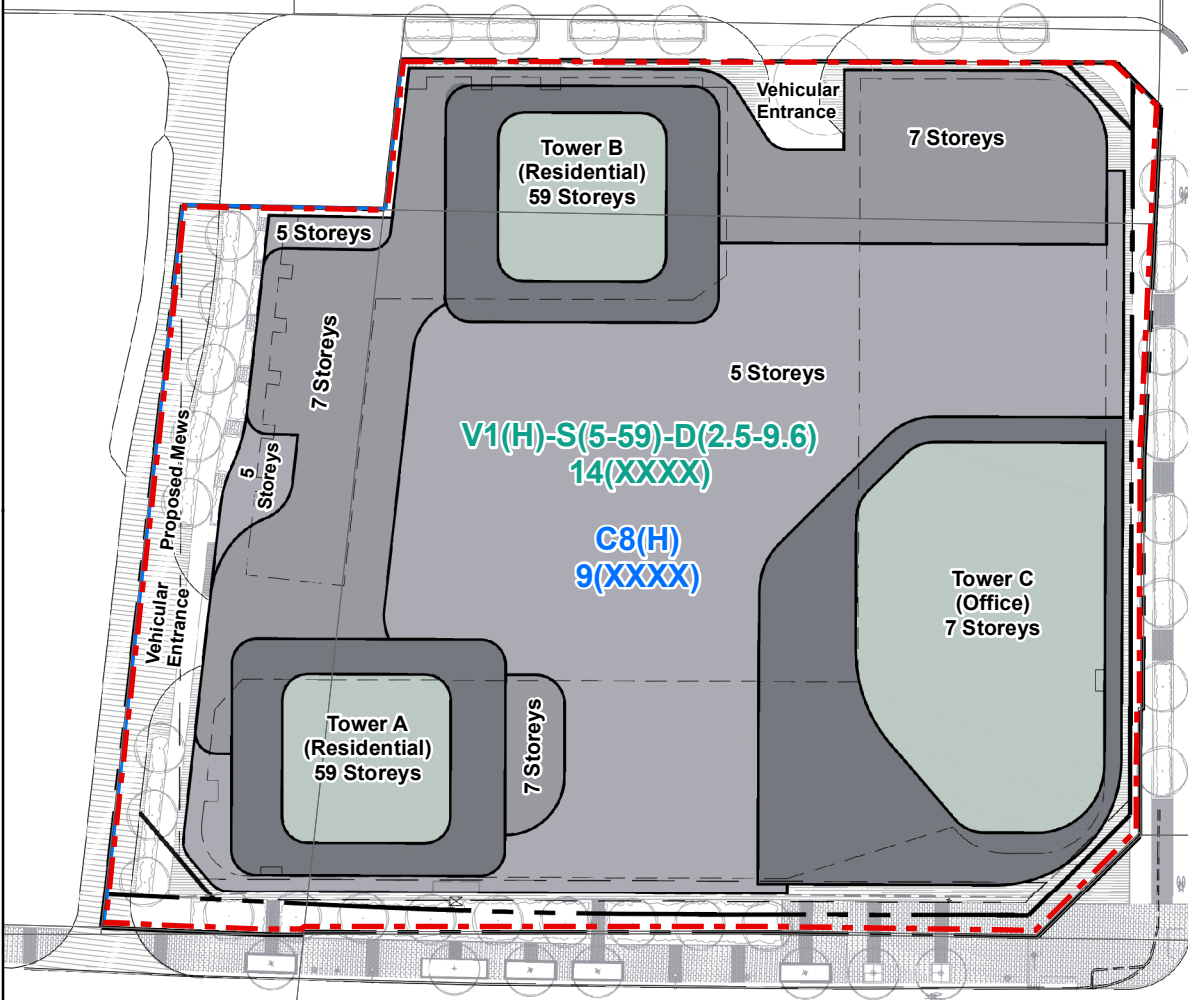 Vehicular
Entrance
7 Storeys
Tower B
(Residential)
59 Storeys
5 Storeys
7 Storeys
5 Storeys
V1(H)-S(5-59)-D(2.5-9.6)
14(XXXX)
5
Storeys
Proposed Mews
C8(H)
9(XXXX)
Vehicular
Entrance
Tower C
(Office)
7 Storeys
Tower A
(Residential)
59 Storeys
7 Storeys